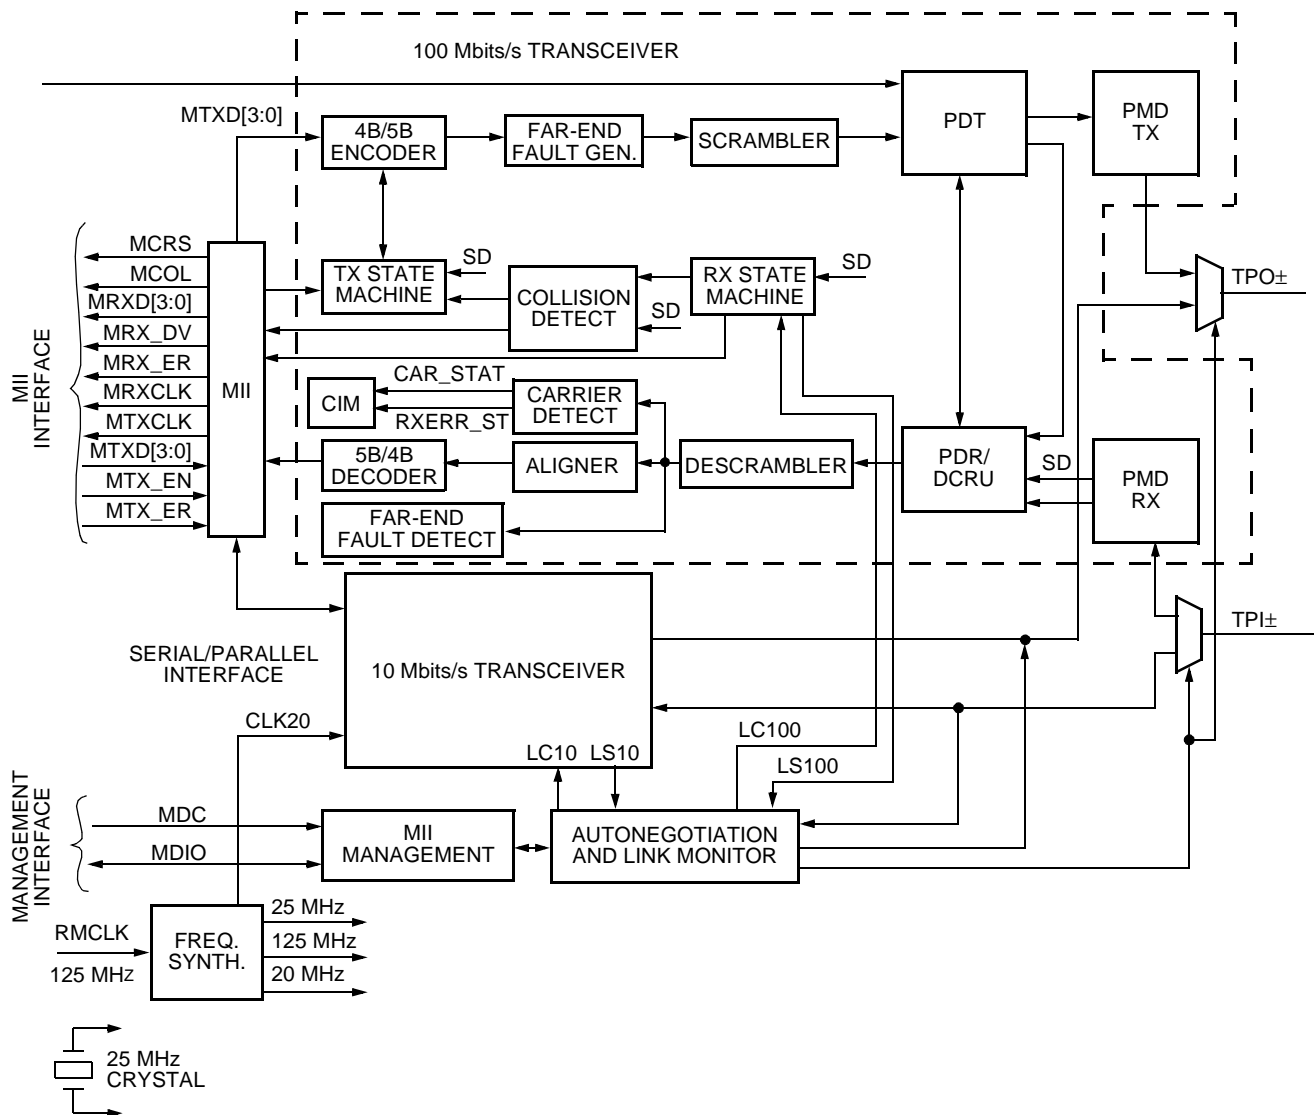 100 Mbits/s TRANSCEIVER
MTXD[3:0]
4B/5B
ENCODER
FAR-END
FAULT GEN.
SCRAMBLER
PDT
PMD
TX
MII
INTERFACE
MCRS
MCOL
MRXD[3:0]
MRX_DV
MRX_ER
MRXCLK
MTXCLK
MTXD[3:0]
MTX_EN
MTX_ER
MII
TX STATE
MACHINE
SD
COLLISION
DETECT
SD
RX STATE
MACHINE
SD
TPO±
CIM
CAR_STAT
RXERR_ST
CARRIER
DETECT
5B/4B
DECODER
ALIGNER
DESCRAMBLER
PDR/
DCRU
SD
PMD
RX
FAR-END
FAULT DETECT
TPI±
SERIAL/PARALLEL
INTERFACE
10 Mbits/s TRANSCEIVER
CLK20
LC10
LS10
LC100
LS100
MANAGEMENT
INTERFACE
MDC
MDIO
MII
MANAGEMENT
AUTONEGOTIATION
AND LINK MONITOR
RMCLK
125 MHz
FREQ.
SYNTH.
25 MHz
125 MHz
20 MHz
25 MHz
CRYSTAL